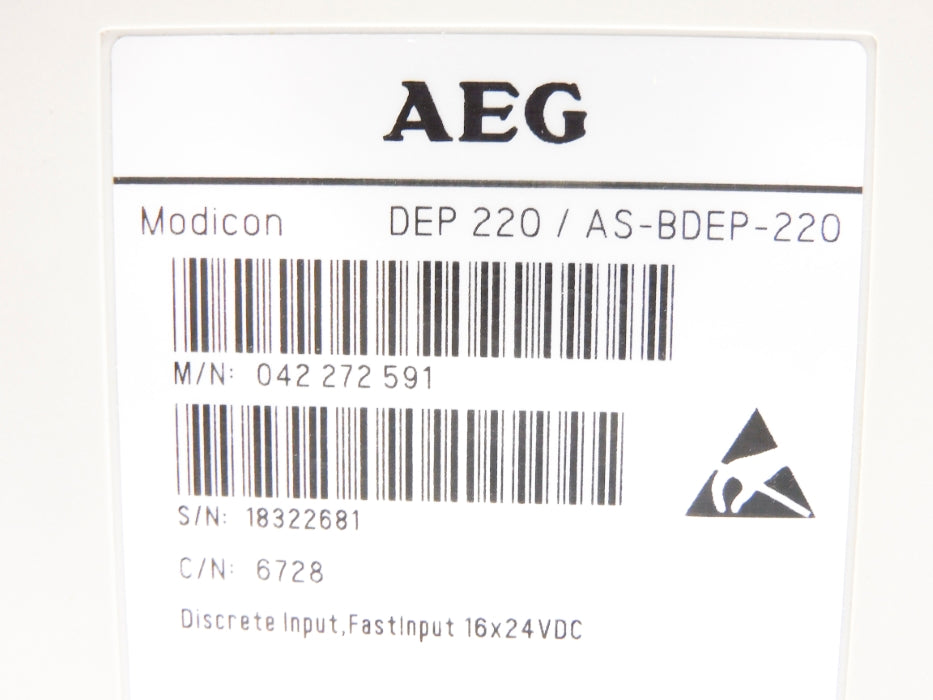 AEG
Modicon DEP 220 / AS-BDEP-220
M/N: 042 272 591
S/N: 18322681
C/N: 6728
Discrete Input,FastInput 16x24VDC